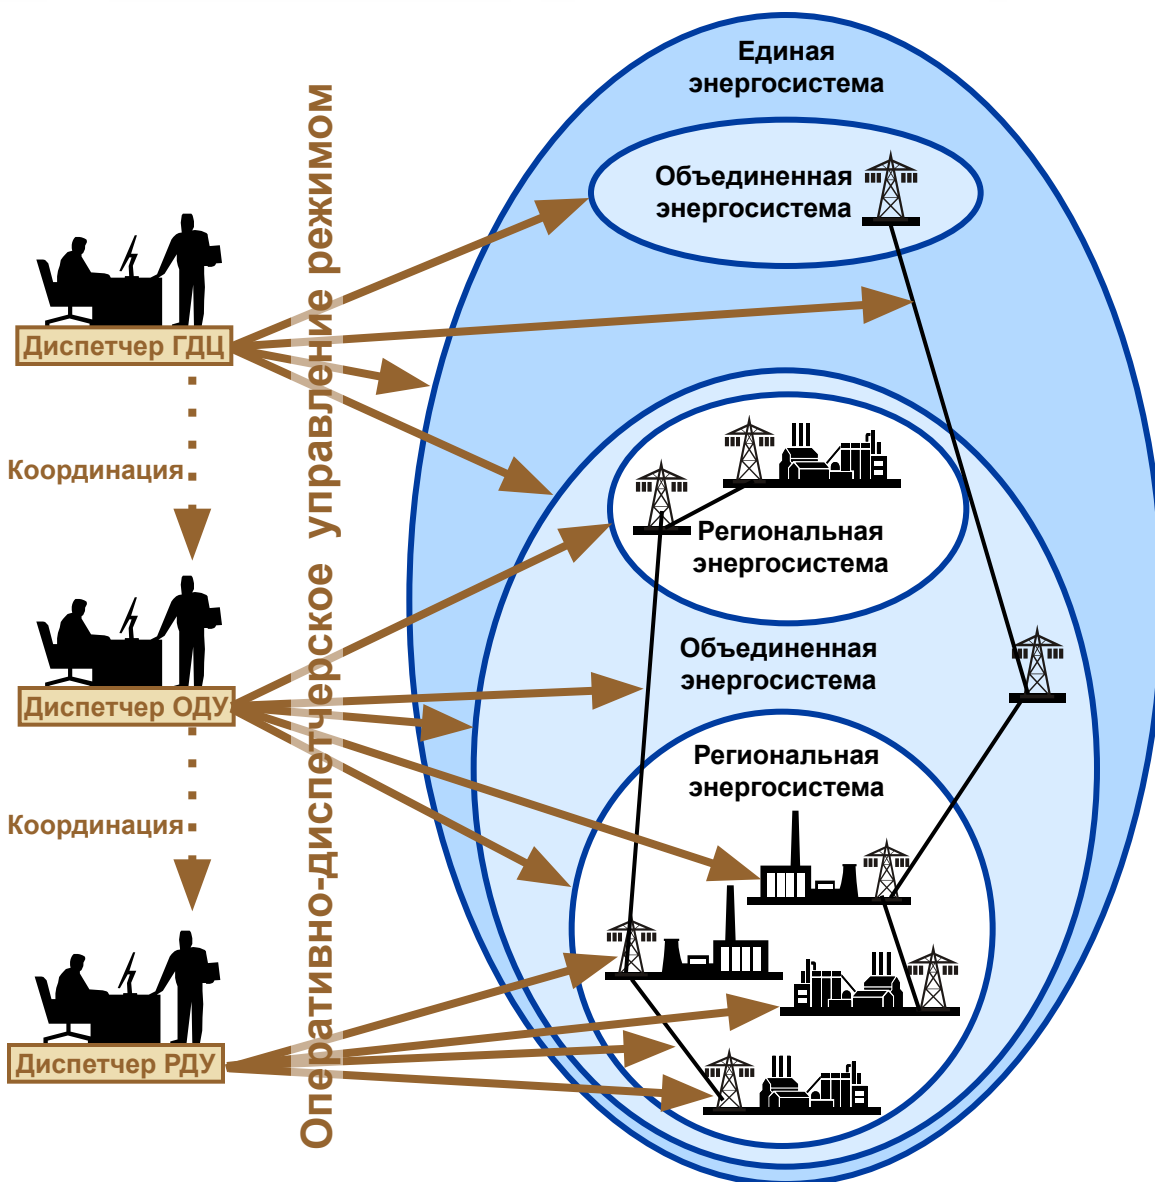 Единая
энергосистема
Объединенная
энергосистема
Диспетчер ГДЦ
Координация
Региональная
энергосистема
Объединенная
энергосистема
Диспетчер ОДУ
Региональная
энергосистема
Координация
Диспетчер РДУ
Оперативно-диспетчерское управление режимом